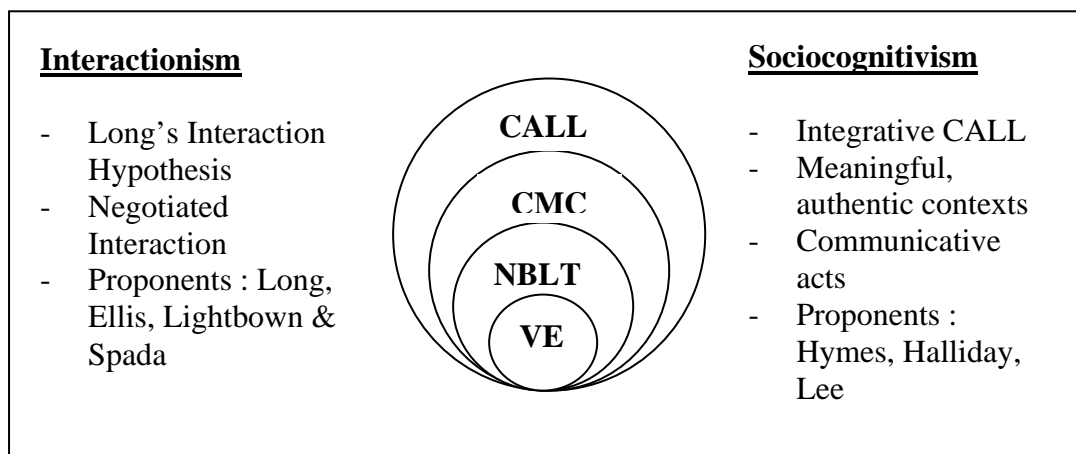 Interactionism
- Long's Interaction
Hypothesis
- Negotiated
Interaction
- Proponents : Long,
Ellis, Lightbown &
Spada
CALL
CMC
NBLT
VE
Sociocognitivism
- Integrative CALL
- Meaningful,
authentic contexts
- Communicative
acts
- Proponents :
Hymes, Halliday,
Lee